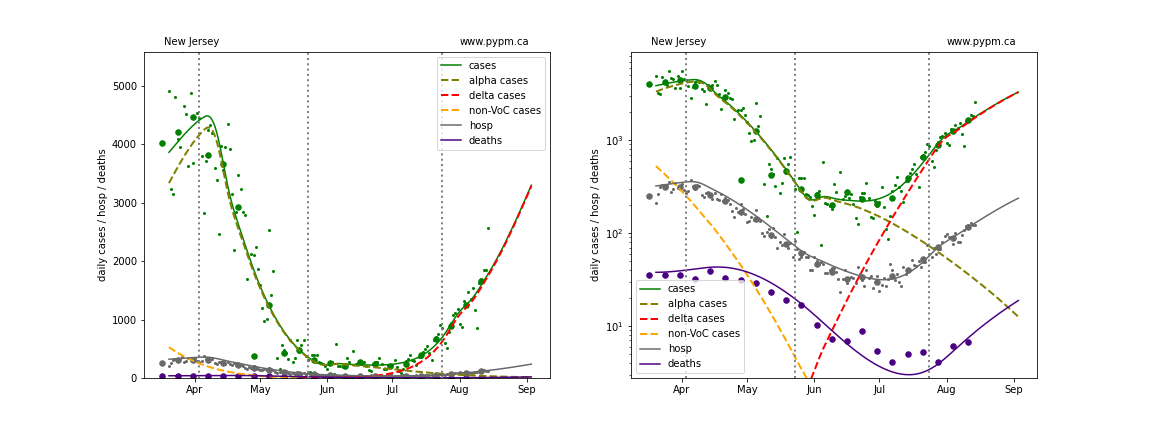 New Jersey www.pypm.ca
daily cases / hosp / deaths
5000
4000
3000
2000
1000
0
Apr May Jun Jul Aug Sep
cases
alpha cases
delta cases
non-VoC cases
hosp
deaths
New Jersey www.pypm.ca
daily cases / hosp / deaths
10³
10²
10¹
Apr May Jun Jul Aug Sep
cases
alpha cases
delta cases
non-VoC cases
hosp
deaths